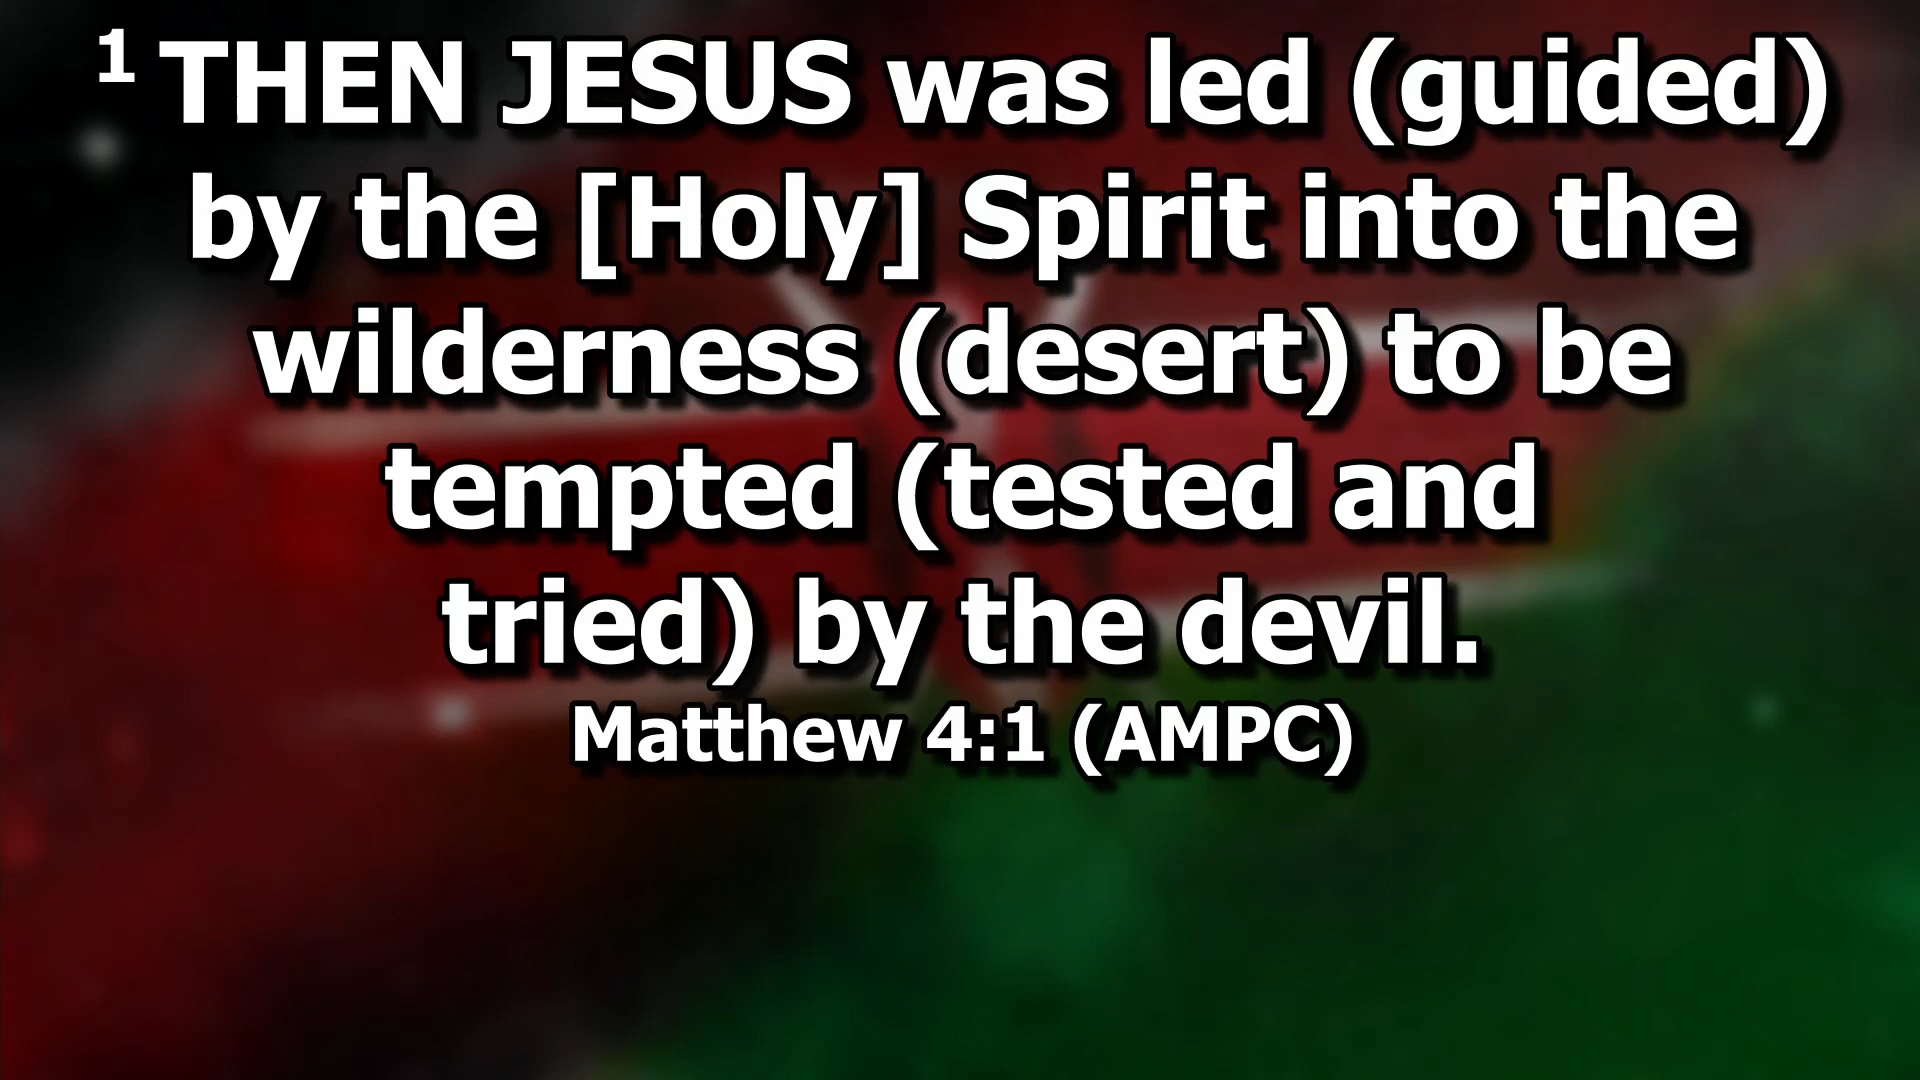 1 THEN JESUS was led (guided)
by the [Holy] Spirit into the
wilderness (desert) to be
tempted (tested and
tried) by the devil.
Matthew 4:1 (AMPC)